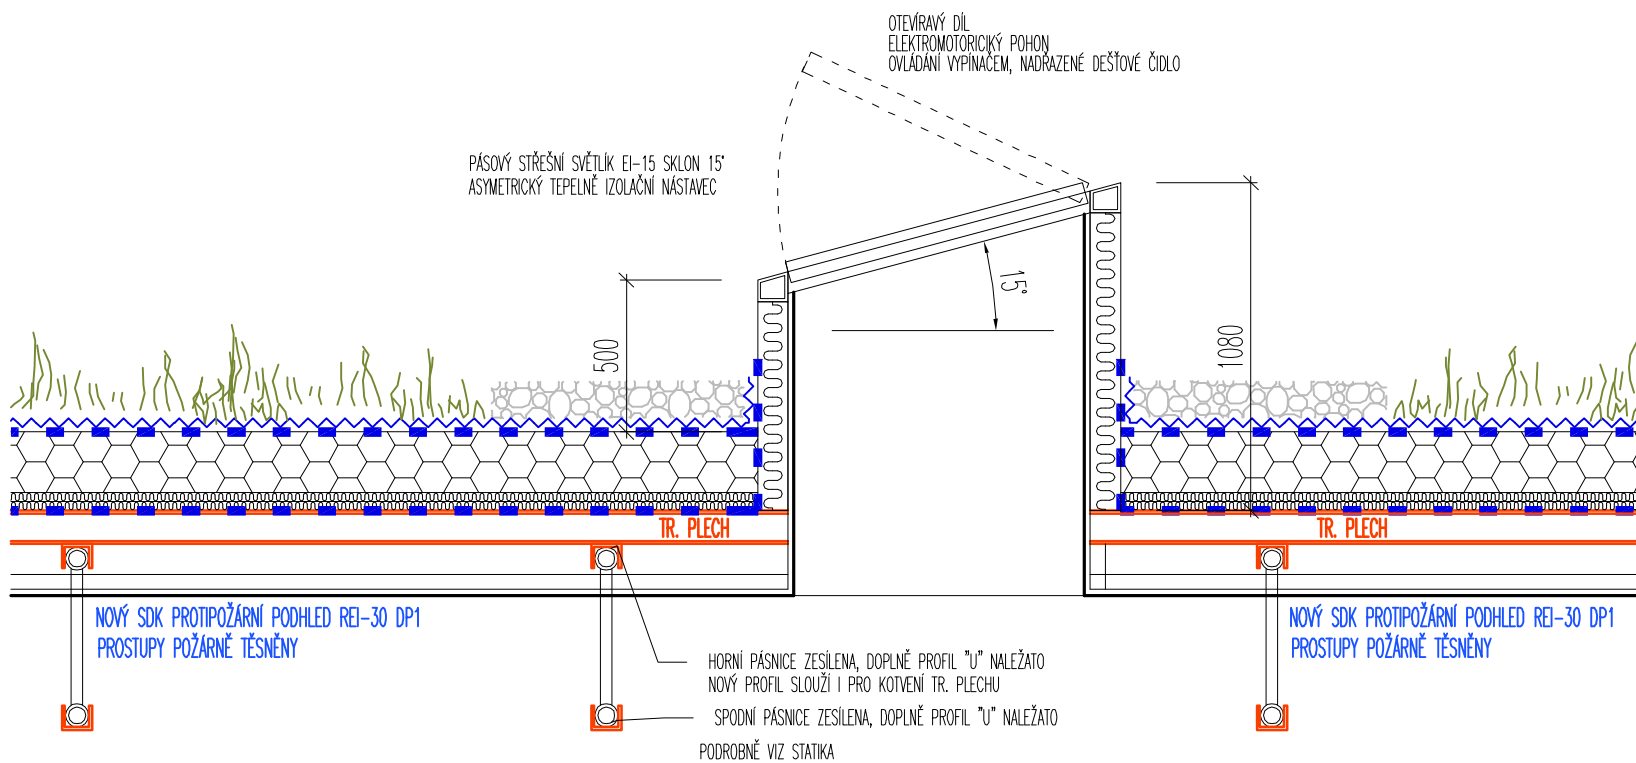 OTEVÍRAVÝ DÍL
ELEKTROMOTORICIKÝ POHON
OVLÁDÁNÍ VYPÍNAČEM, NADŘAZENÉ DEŠŤOVÉ ČIDLO
PÁSOVÝ STŘEŠNÍ SVĚTLÍK EI-15 SKLON 15°
ASYMETRICKÝ TEPELNĚ IZOLAČNÍ NÁSTAVEC
15°
500
1080
TR. PLECH
TR. PLECH
NOVÝ SDK PROTIPOŽÁRNÍ PODHLED REI-30 DP1
PROSTUPY POŽÁRNĚ TĚSNĚNY
NOVÝ SDK PROTIPOŽÁRNÍ PODHLED REI-30 DP1
PROSTUPY POŽÁRNĚ TĚSNĚNY
HORNÍ PÁSNICE ZESÍLENA, DOPLNĚ PROFIL "U" NALEŽATO
NOVÝ PROFIL SLOUŽÍ I PRO KOTVENÍ TR. PLECHU
SPODNÍ PÁSNICE ZESÍLENA, DOPLNĚ PROFIL "U" NALEŽATO
PODROBNĚ VIZ STATIKA